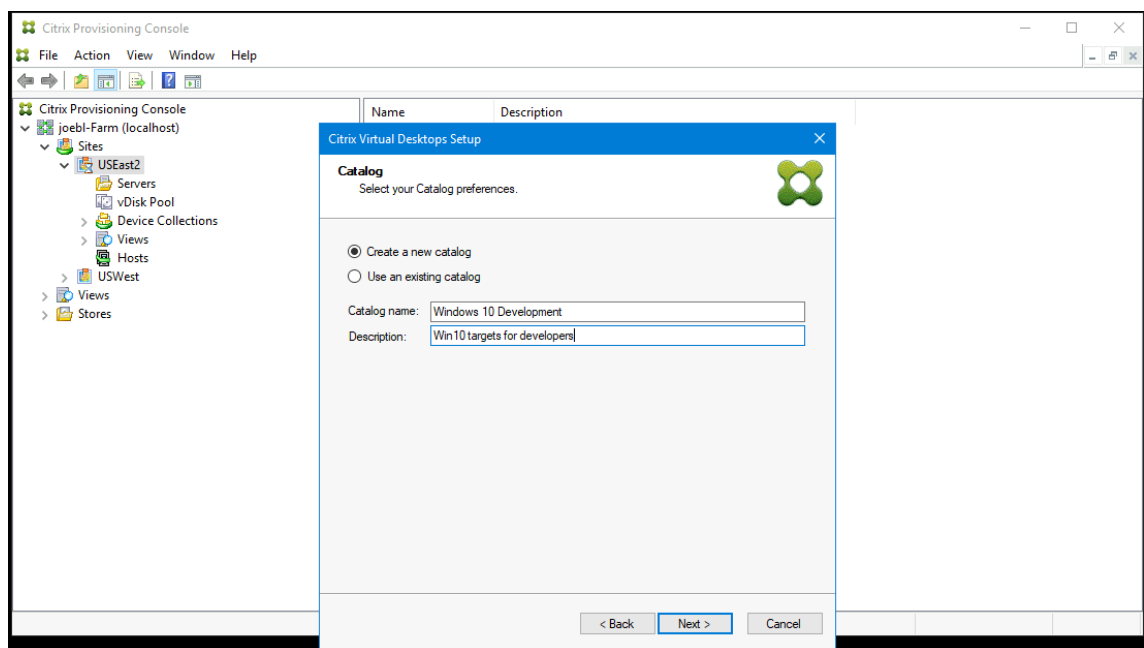 Citrix Provisioning Console
File Action View Window Help
Citrix Provisioning Console
joebl-Farm (localhost)
Sites
USEast2
Servers
vDisk Pool
Device Collections
Views
Hosts
USWest
Views
Stores
Name Description
Citrix Virtual Desktops Setup
Catalog
Select your Catalog preferences.
Create a new catalog
Use an existing catalog
Catalog name: Windows 10 Development
Description: Win10 targets for developers
< Back Next > Cancel